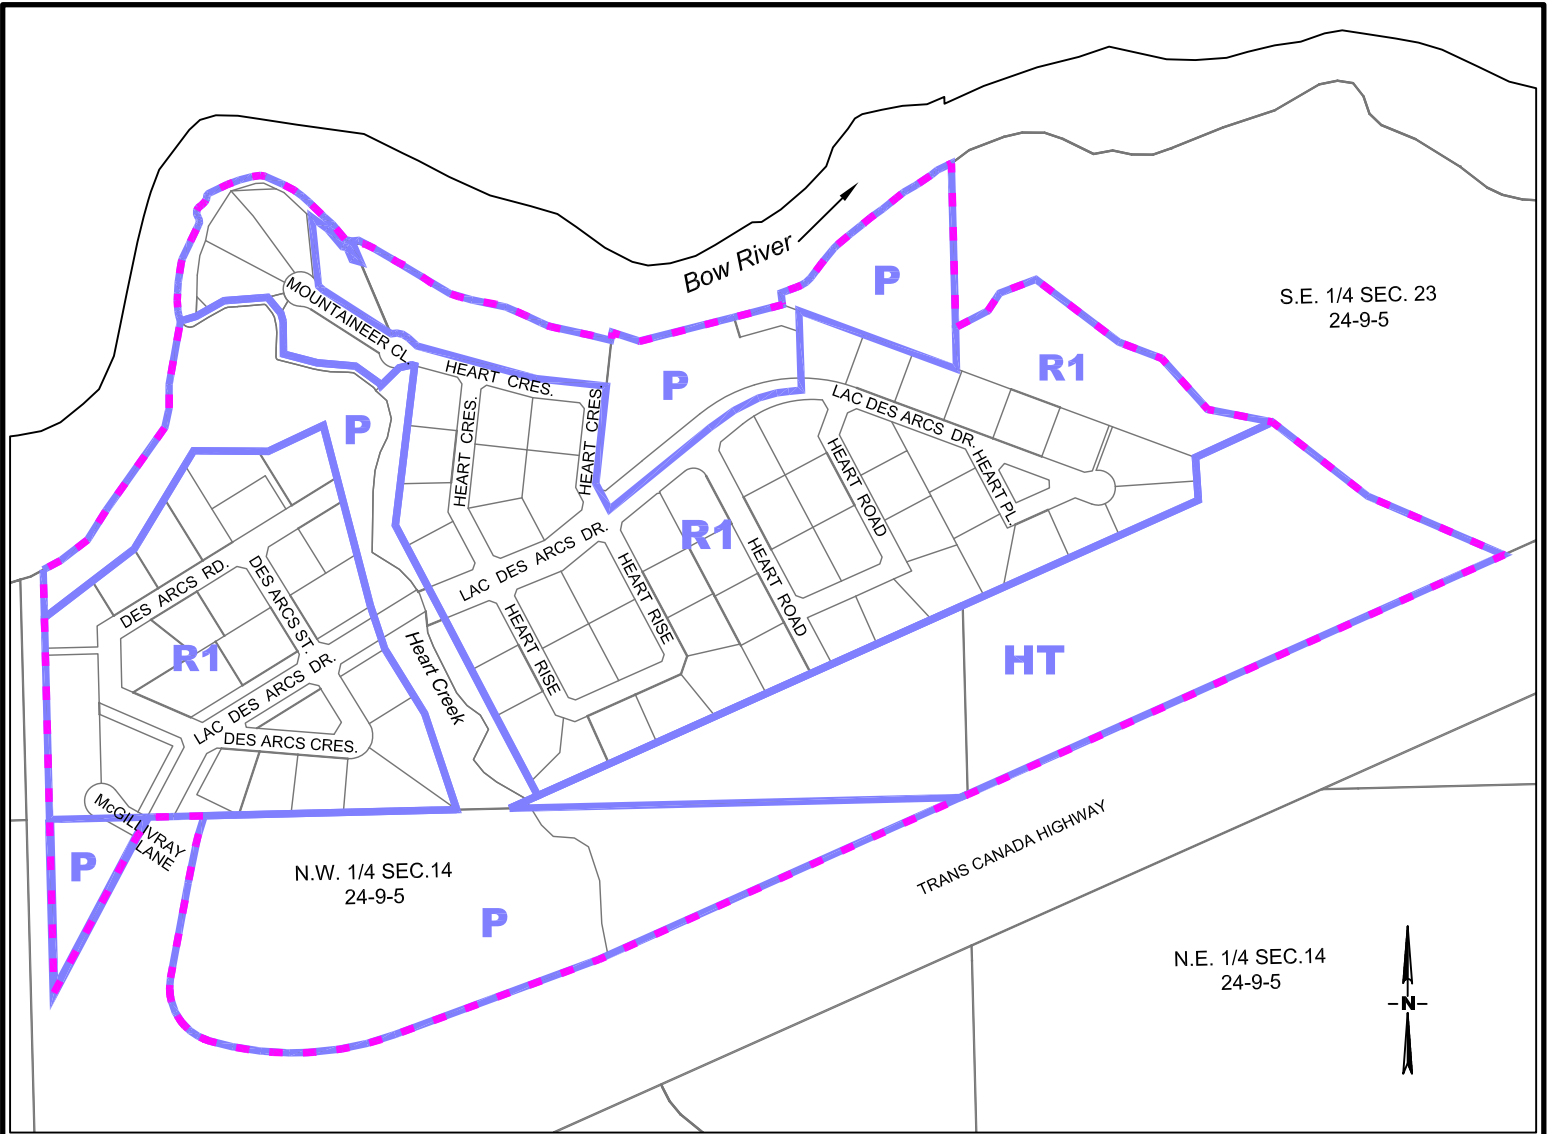 Bow River
P
S.E. 1/4 SEC. 23
24-9-5
MOUNTAINEER CL.
HEART CRES.
P
R1
HEART CRES.
HEART CRES.
LAC DES ARCS DR.
P
HEART ROAD
HEART PL.
R1
LAC DES ARCS DR.
HEART RISE
HEART ROAD
DES ARCS RD.
DES ARCS ST.
HEART RISE
R1
Heart Creek
HT
LAC DES ARCS DR.
DES ARCS CRES.
McGILLIVRAY
LANE
P
N.W. 1/4 SEC.14
24-9-5
P
TRANS CANADA HIGHWAY
N.E. 1/4 SEC.14
24-9-5
N